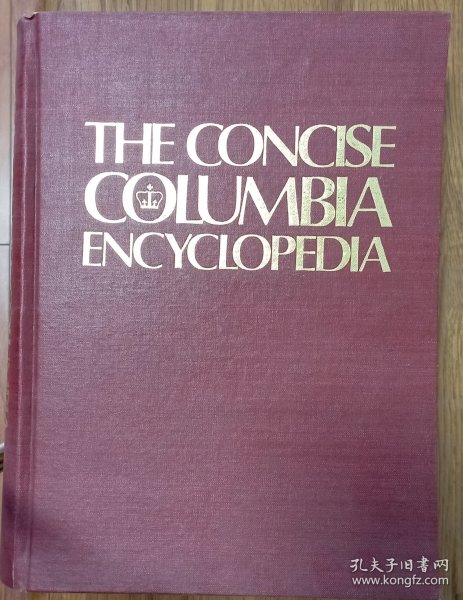 THE CONCISE
COLUMBIA
ENCYCLOPEDIA
孔夫子旧书网
www.kongfz.com